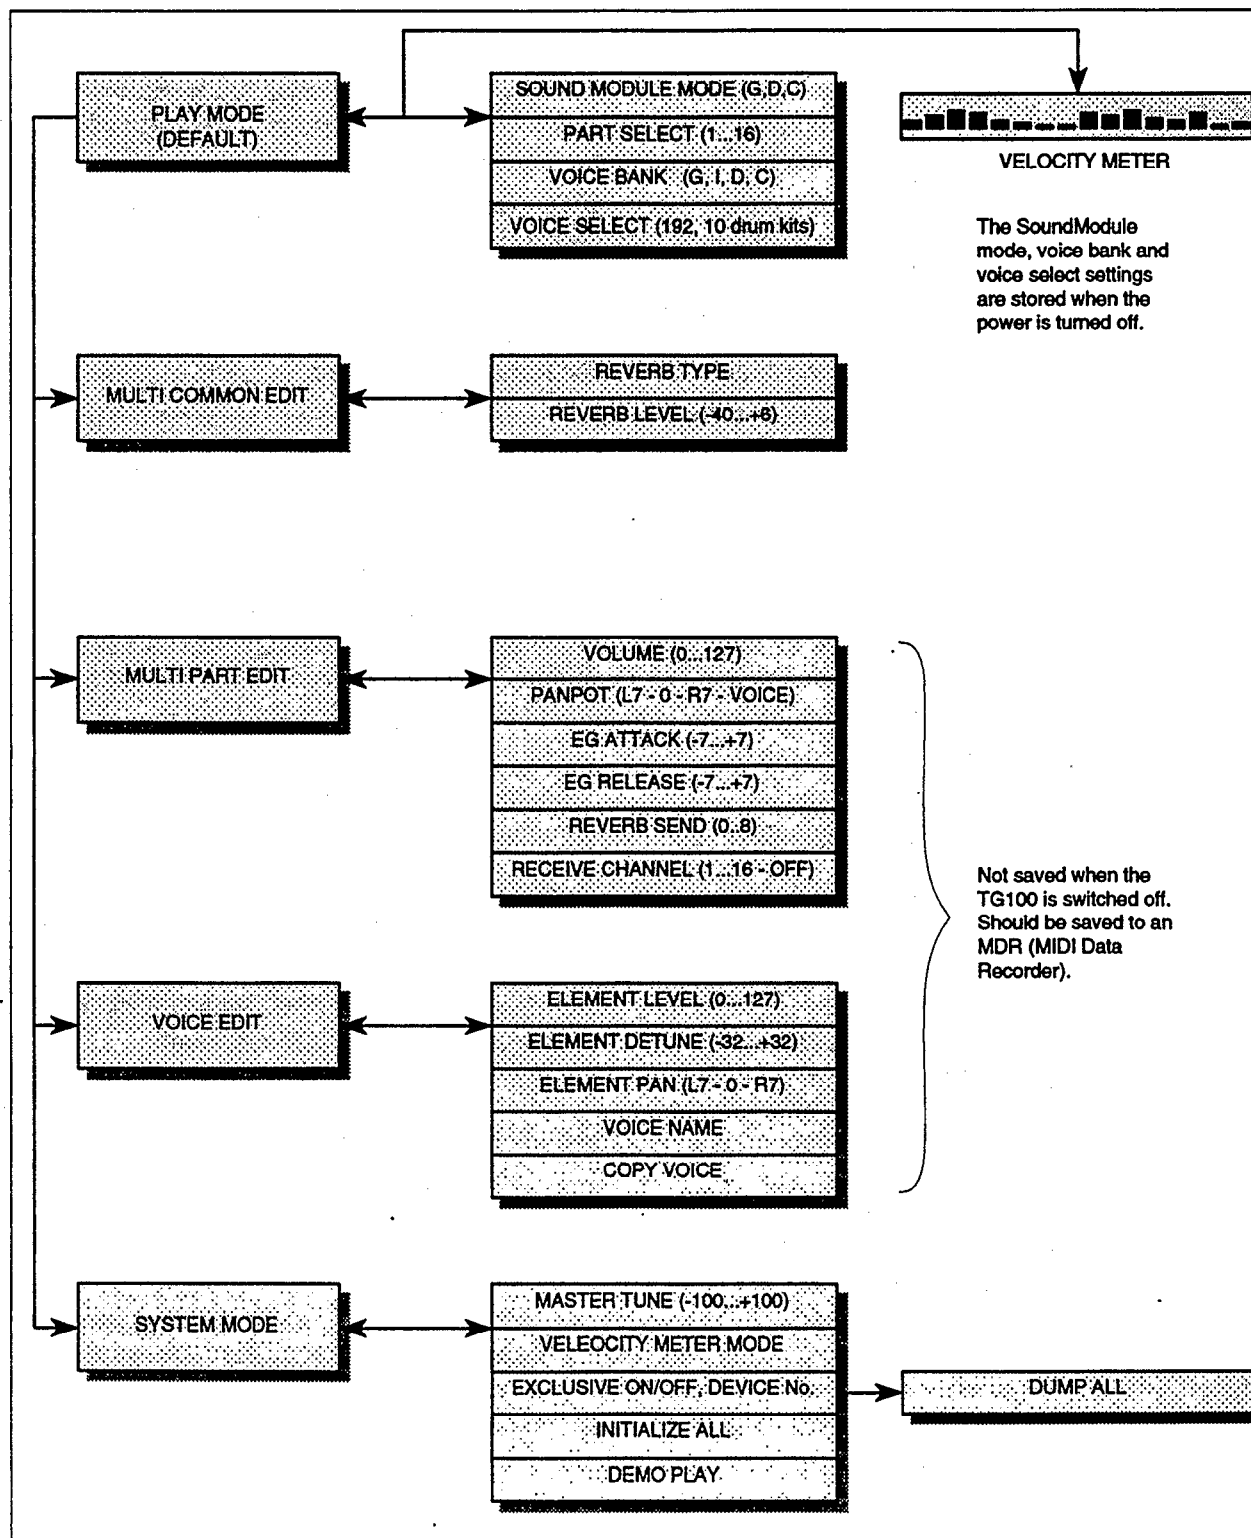 PLAY MODE
(DEFAULT)
SOUND MODULE MODE (G,D,C)
PART SELECT (1...16)
VOICE BANK (G, I, D, C)
VOICE SELECT (192, 10 drum kits)
VELOCITY METER
The SoundModule
mode, voice bank and
voice select settings
are stored when the
power is turned off.
MULTI COMMON EDIT
REVERB TYPE
REVERB LEVEL (-40...+6)
MULTI PART EDIT
VOLUME (0...127)
PANPOT (L7 - 0 - R7 - VOICE)
EG ATTACK (-7...+7)
EG RELEASE (-7...+7)
REVERB SEND (0..8)
RECEIVE CHANNEL (1...16 - OFF)
Not saved when the
TG100 is switched off.
Should be saved to an
MDR (MIDI Data
Recorder).
VOICE EDIT
ELEMENT LEVEL (0...127)
ELEMENT DETUNE (-32...+32)
ELEMENT PAN (L7 - 0 - R7)
VOICE NAME
COPY VOICE
SYSTEM MODE
MASTER TUNE (-100...+100)
VELEOCITY METER MODE
EXCLUSIVE ON/OFF, DEVICE No.
INITIALIZE ALL
DEMO PLAY
DUMP ALL